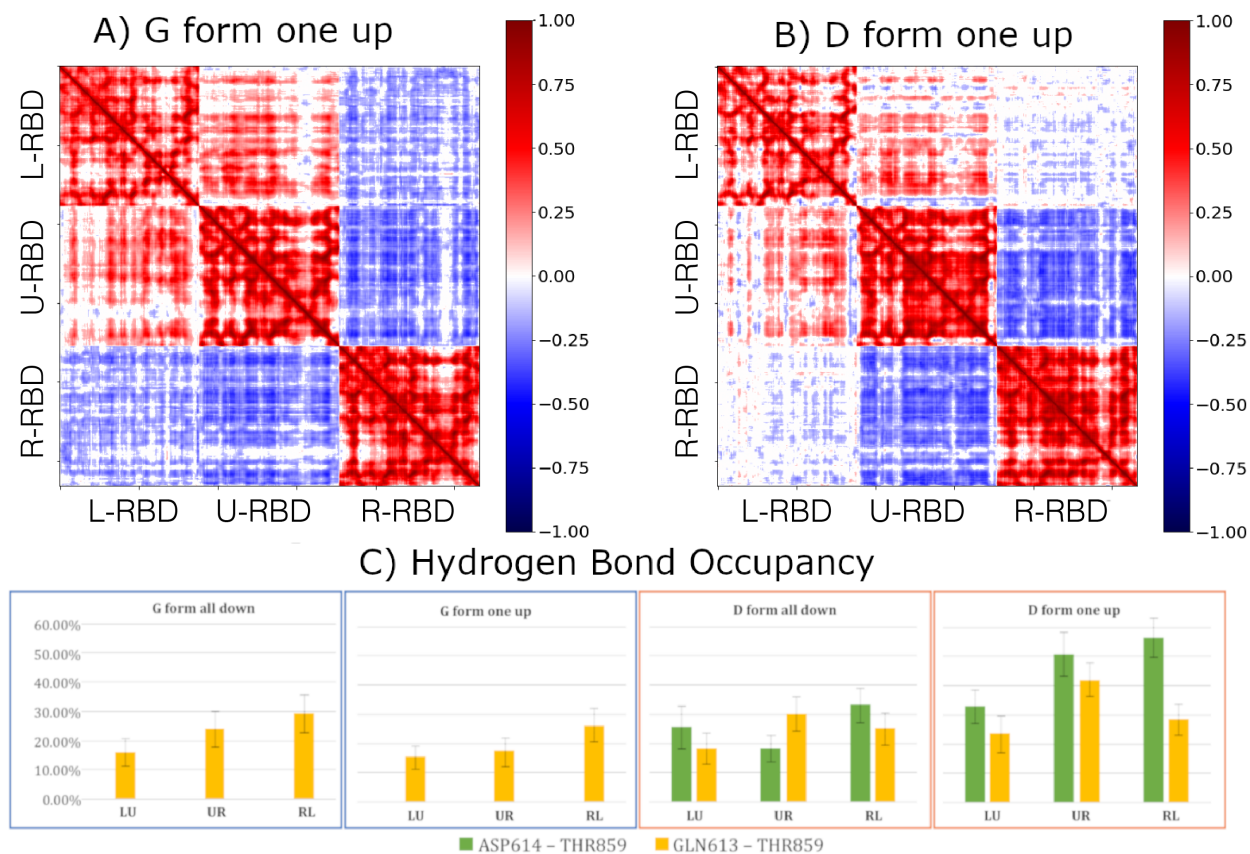 A) G form one up
B) D form one up
1.00
0.75
0.50
0.25
0.00
−0.25
−0.50
−0.75
−1.00
1.00
0.75
0.50
0.25
0.00
−0.25
−0.50
−0.75
−1.00
L-RBD
U-RBD
R-RBD
L-RBD
U-RBD
R-RBD
L-RBD U-RBD R-RBD
L-RBD U-RBD R-RBD
C) Hydrogen Bond Occupancy
G form all down
G form one up
D form all down
D form one up
60.00%
50.00%
40.00%
30.00%
20.00%
10.00%
0.00%
LU UR RL
LU UR RL
LU UR RL
LU UR RL
ASP614 – THR859 GLN613 – THR859